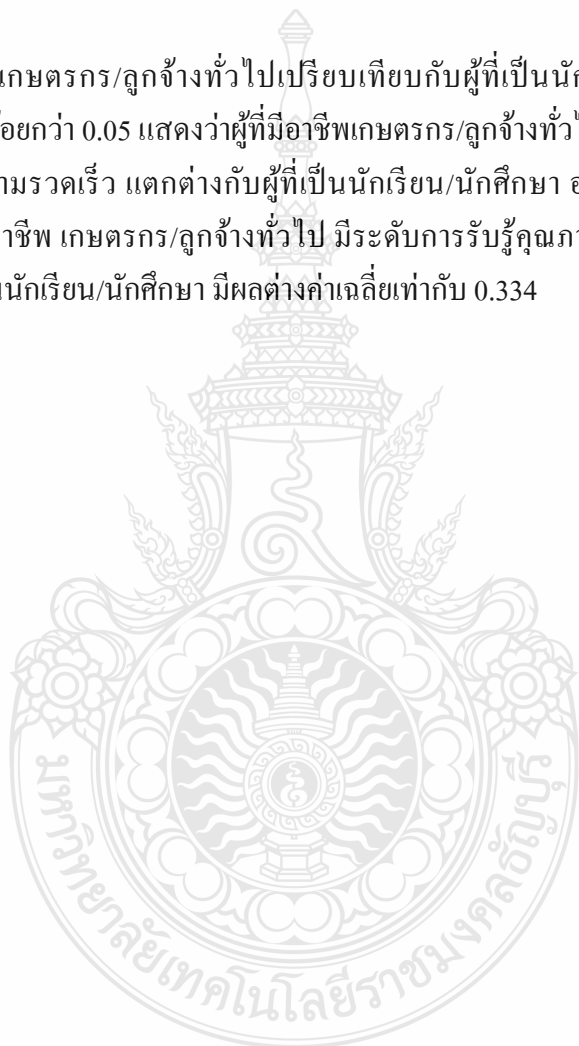 กษตรกร/ลูกจ้างทั่วไปเปรียบเทียบกับผู้ที่เป็นนัก
อยกว่า 0.05 แสดงว่าผู้ที่มีอาชีพเกษตรกร/ลูกจ้างทั่ว
ามรวดเร็ว แตกต่างกับผู้ที่เป็นนักเรียน/นักศึกษา อ
าชีพ เกษตรกร/ลูกจ้างทั่วไป มีระดับการรับรู้คุณภา
นักเรียน/นักศึกษา มีผลต่างค่าเฉลี่ยเท่ากับ 0.334
มหาวิทยาลัยเทคโนโลยีราชมงคลธัญบุรี